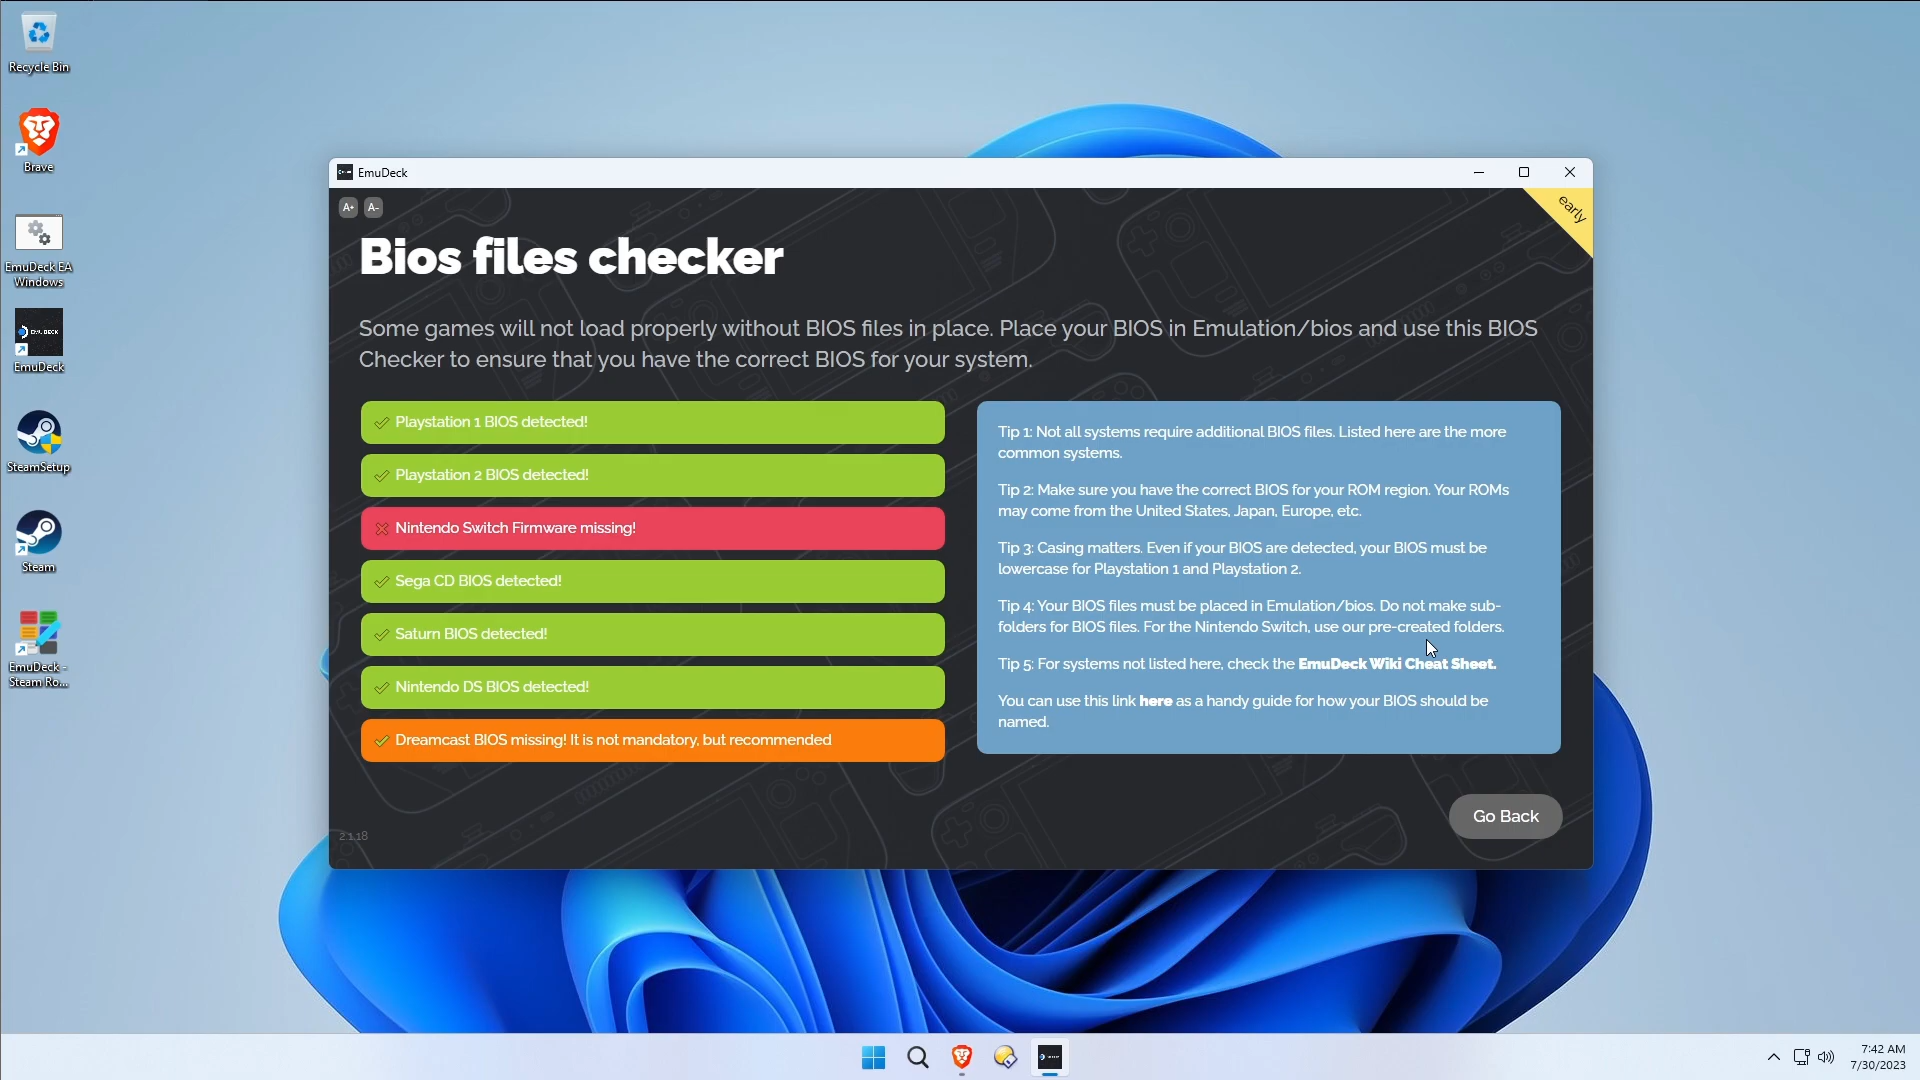 Recycle Bin
Brave
EmuDeck EA
Windows
EmuDeck
SteamSetup
Steam
EmuDeck -
Steam Ro...
EmuDeck
A+ A-
early
Bios files checker
Some games will not load properly without BIOS files in place. Place your BIOS in Emulation/bios and use this BIOS
Checker to ensure that you have the correct BIOS for your system.
Playstation 1 BIOS detected!
Playstation 2 BIOS detected!
Nintendo Switch Firmware missing!
Sega CD BIOS detected!
Saturn BIOS detected!
Nintendo DS BIOS detected!
Dreamcast BIOS missing! It is not mandatory, but recommended
Tip 1: Not all systems require additional BIOS files. Listed here are the more
common systems.
Tip 2: Make sure you have the correct BIOS for your ROM region. Your ROMs
may come from the United States, Japan, Europe, etc.
Tip 3: Casing matters. Even if your BIOS are detected, your BIOS must be
lowercase for Playstation 1 and Playstation 2.
Tip 4: Your BIOS files must be placed in Emulation/bios. Do not make sub-
folders for BIOS files. For the Nintendo Switch, use our pre-created folders.
Tip 5: For systems not listed here, check the EmuDeck Wiki Cheat Sheet.
You can use this link here as a handy guide for how your BIOS should be
named.
Go Back
2.1.18
7:42 AM
7/30/2023